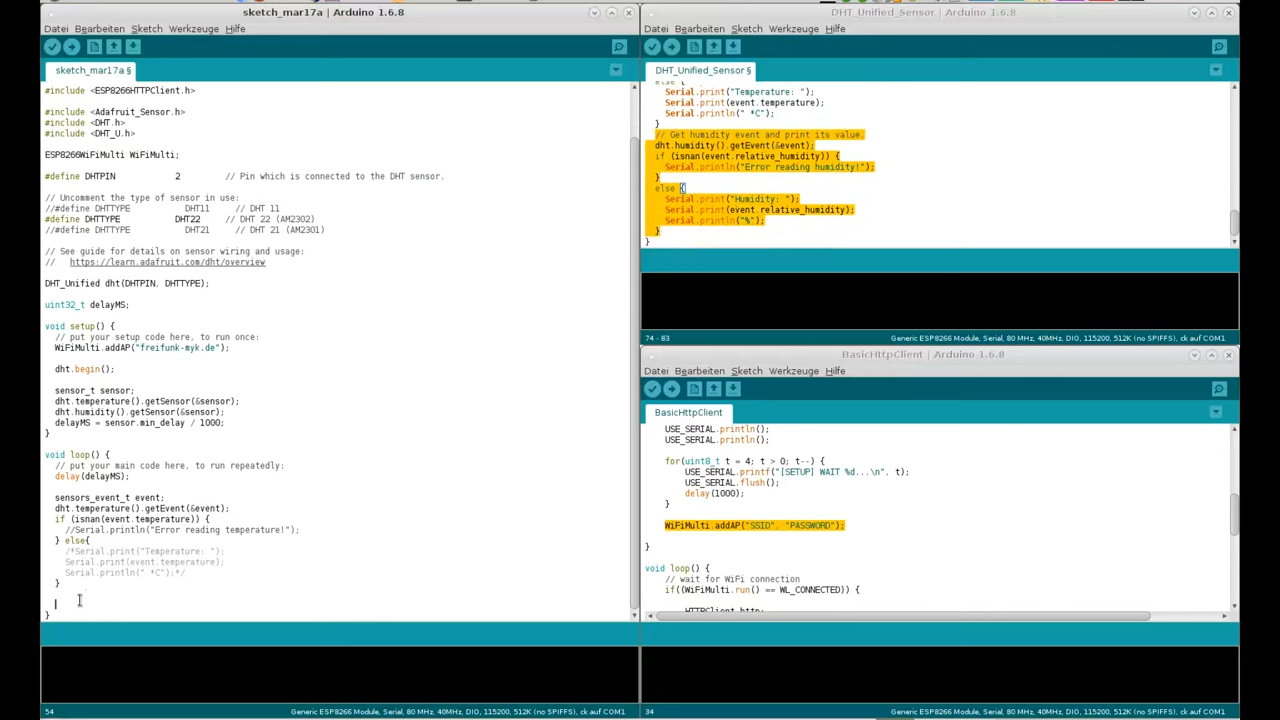 sketch_mar17a | Arduino 1.6.8
Datei Bearbeiten Sketch Werkzeuge Hilfe
sketch_mar17a §
#include <ESP8266HTTPClient.h>
#include <Adafruit_Sensor.h>
#include <DHT.h>
#include <DHT_U.h>
ESP8266WiFiMulti WiFiMulti;
#define DHTPIN 2 // Pin which is connected to the DHT sensor.
// Uncomment the type of sensor in use:
//#define DHTTYPE DHT11 // DHT 11
#define DHTTYPE DHT22 // DHT 22 (AM2302)
//#define DHTTYPE DHT21 // DHT 21 (AM2301)
// See guide for details on sensor wiring and usage:
// https://learn.adafruit.com/dht/overview
DHT_Unified dht(DHTPIN, DHTTYPE);
uint32_t delayMS;
void setup() {
// put your setup code here, to run once:
WiFiMulti.addAP("freifunk-myk.de");
dht.begin();
sensor_t sensor;
dht.temperature().getSensor(&sensor);
dht.humidity().getSensor(&sensor);
delayMS = sensor.min_delay / 1000;
}
void loop() {
// put your main code here, to run repeatedly:
delay(delayMS);
sensors_event_t event;
dht.temperature().getEvent(&event);
if (isnan(event.temperature)) {
//Serial.println("Error reading temperature!");
} else{
/*Serial.print("Temperature: ");
Serial.print(event.temperature);
Serial.println(" *C");*/
}
}
54
Generic ESP8266 Module, Serial, 80 MHz, 40MHz, DIO, 115200, 512K (no SPIFFS), ck auf COM1
DHT_Unified_Sensor | Arduino 1.6.8
Datei Bearbeiten Sketch Werkzeuge Hilfe
DHT_Unified_Sensor §
else {
Serial.print("Temperature: ");
Serial.print(event.temperature);
Serial.println(" *C");
}
// Get humidity event and print its value.
dht.humidity().getEvent(&event);
if (isnan(event.relative_humidity)) {
Serial.println("Error reading humidity!");
}
else {
Serial.print("Humidity: ");
Serial.print(event.relative_humidity);
Serial.println("%");
}
}
74 - 83
Generic ESP8266 Module, Serial, 80 MHz, 40MHz, DIO, 115200, 512K (no SPIFFS), ck auf COM1
BasicHttpClient | Arduino 1.6.8
Datei Bearbeiten Sketch Werkzeuge Hilfe
BasicHttpClient
USE_SERIAL.println();
USE_SERIAL.println();
for(uint8_t t = 4; t > 0; t--) {
USE_SERIAL.printf("[SETUP] WAIT %d...\n", t);
USE_SERIAL.flush();
delay(1000);
}
WiFiMulti.addAP("SSID", "PASSWORD");
}
void loop() {
// wait for WiFi connection
if((WiFiMulti.run() == WL_CONNECTED)) {
HTTPClient http;
34
Generic ESP8266 Module, Serial, 80 MHz, 40MHz, DIO, 115200, 512K (no SPIFFS), ck auf COM1